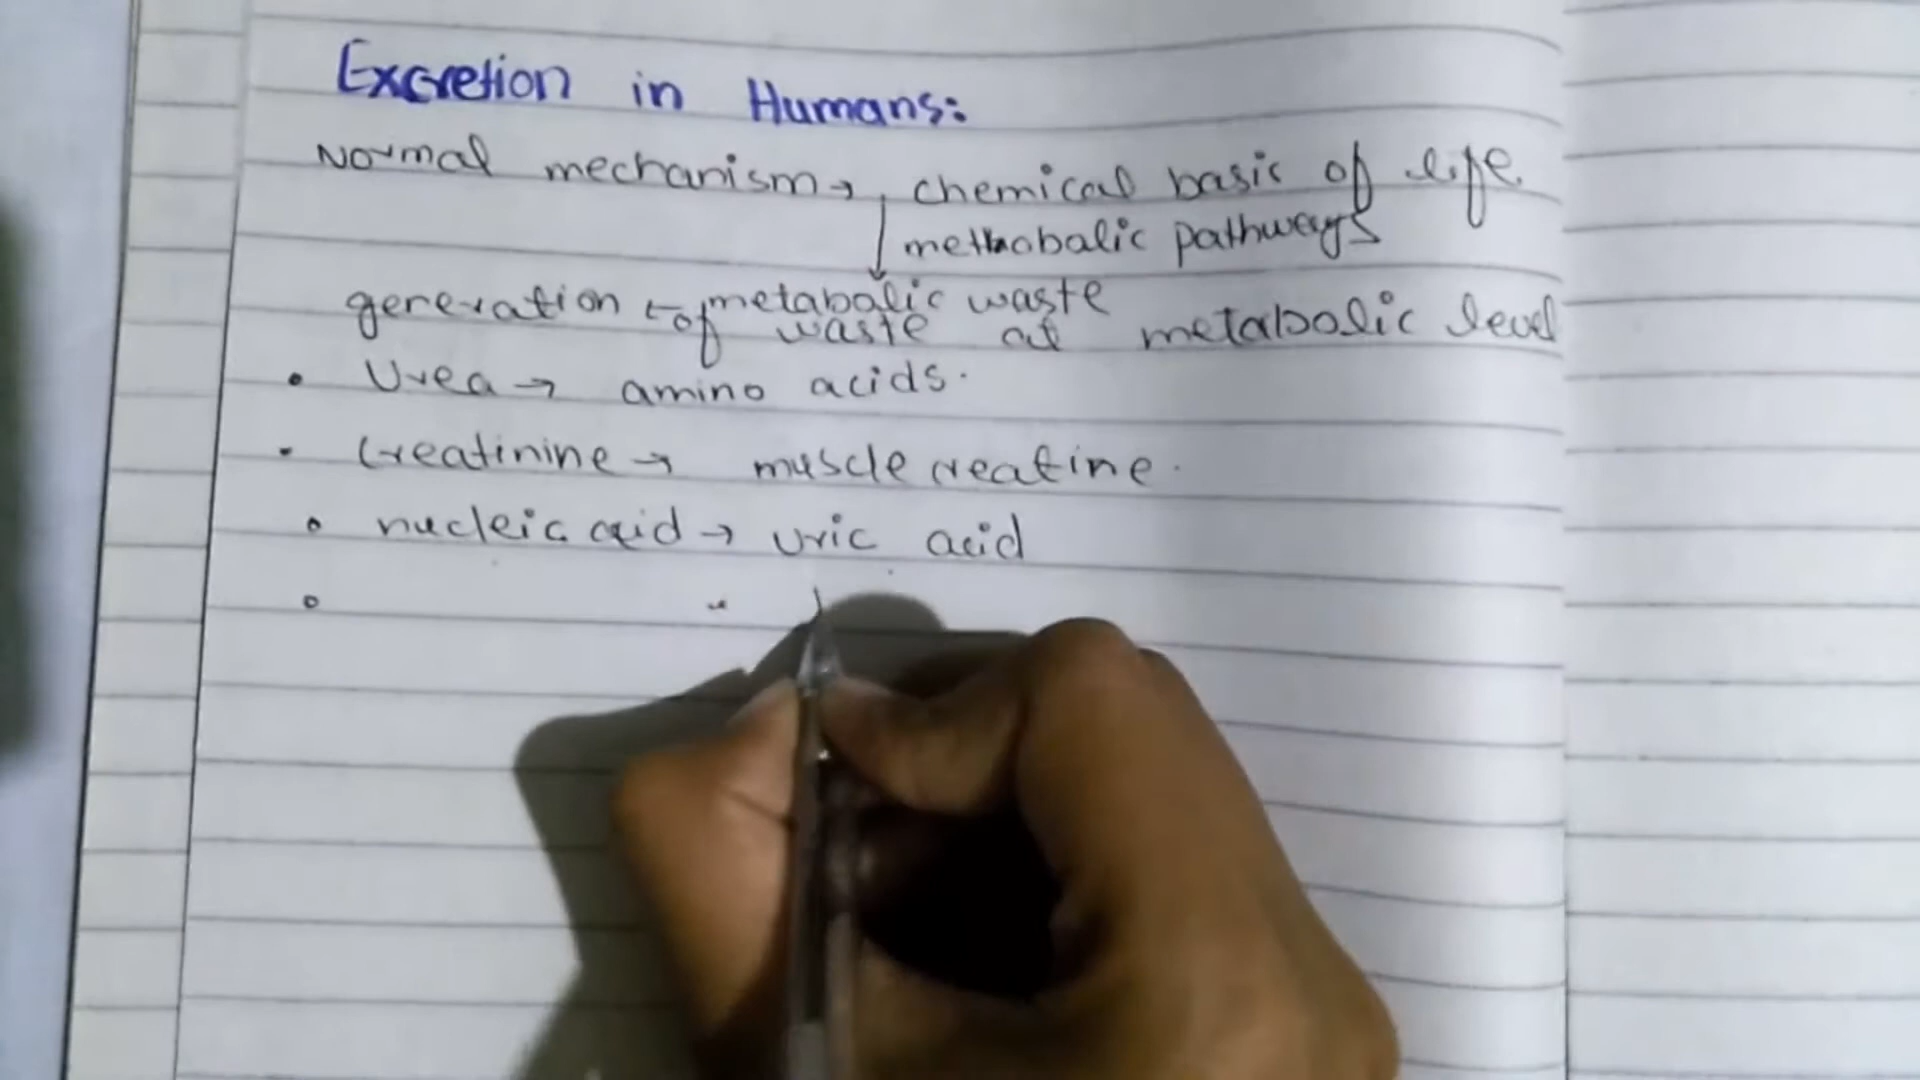 Excretion in Humans:
Normal mechanism → chemical basis of life
methabalic pathways
generation of metabolic waste
waste at metabolic level
• Urea → amino acids.
• Creatinine → muscle creatine.
• nucleic acid → uric acid